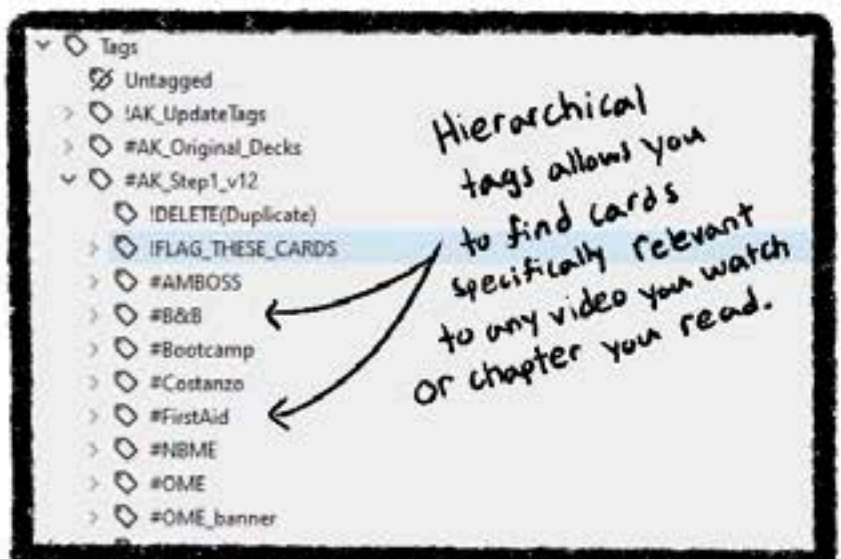 Tags
Untagged
!AK_UpdateTags
#AK_Original_Decks
#AK_Step1_v12
!DELETE(Duplicate)
!FLAG_THESE_CARDS
#AMBOSS
#B&B
#Bootcamp
#Costanzo
#FirstAid
#NBME
#OME
#OME_banner
Hierarchical
tags allows you
to find cards
specifically relevant
to any video you watch
or chapter you read.